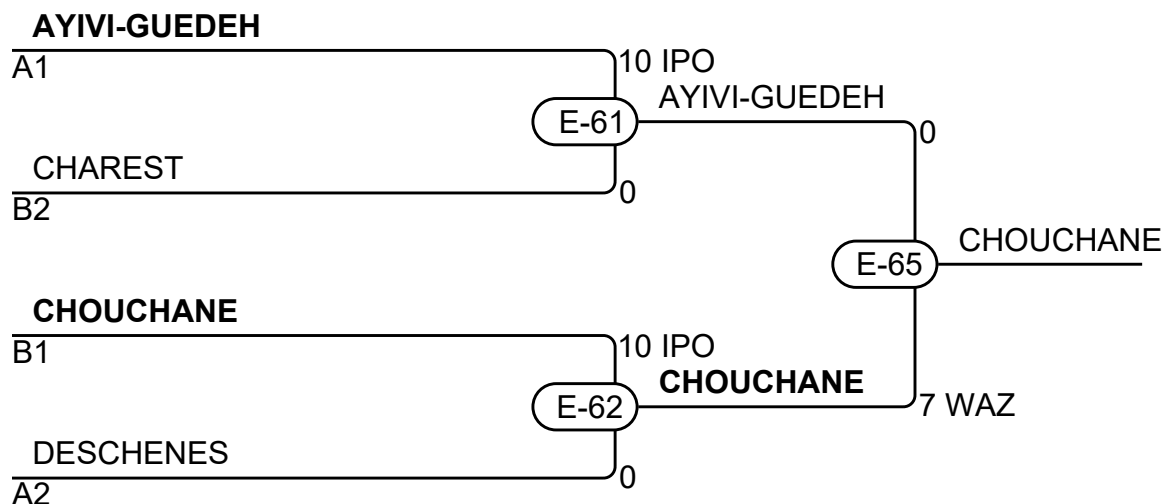 AYIVI-GUEDEH
A1
10 IPO
AYIVI-GUEDEH
E-61
0
CHAREST
B2
0
CHOUCHANE
E-65
CHOUCHANE
B1
10 IPO
CHOUCHANE
E-62
7 WAZ
DESCHENES
A2
0